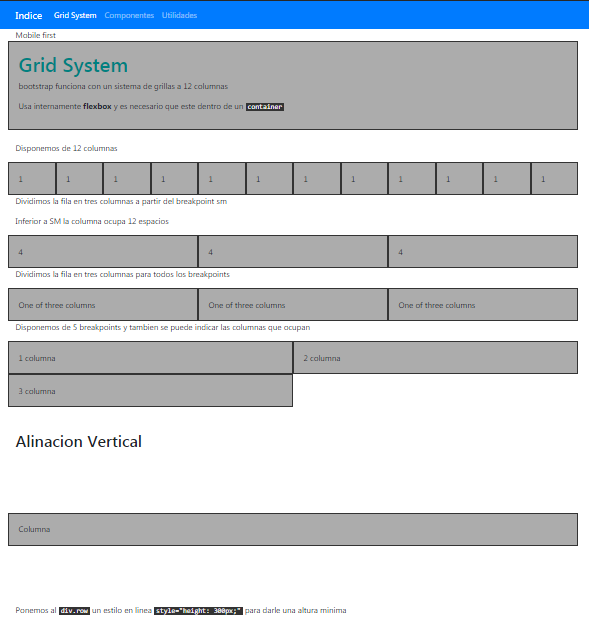 Indice Grid System Componentes Utilidades
Mobile first
Grid System
bootstrap funciona con un sistema de grillas a 12 columnas
Usa internamente flexbox y es necesario que este dentro de un container
Disponemos de 12 columnas
1 1 1 1 1 1 1 1 1 1 1 1
Dividimos la fila en tres columnas a partir del breakpoint sm
Inferior a SM la columna ocupa 12 espacios
4 4 4
Dividimos la fila en tres columnas para todos los breakpoints
One of three columns One of three columns One of three columns
Disponemos de 5 breakpoints y tambien se puede indicar las columnas que ocupan
1 columna 2 columna
3 columna
Alinacion Vertical
Columna
Ponemos al div.row un estilo en linea style="height: 300px;" para darle una altura minima